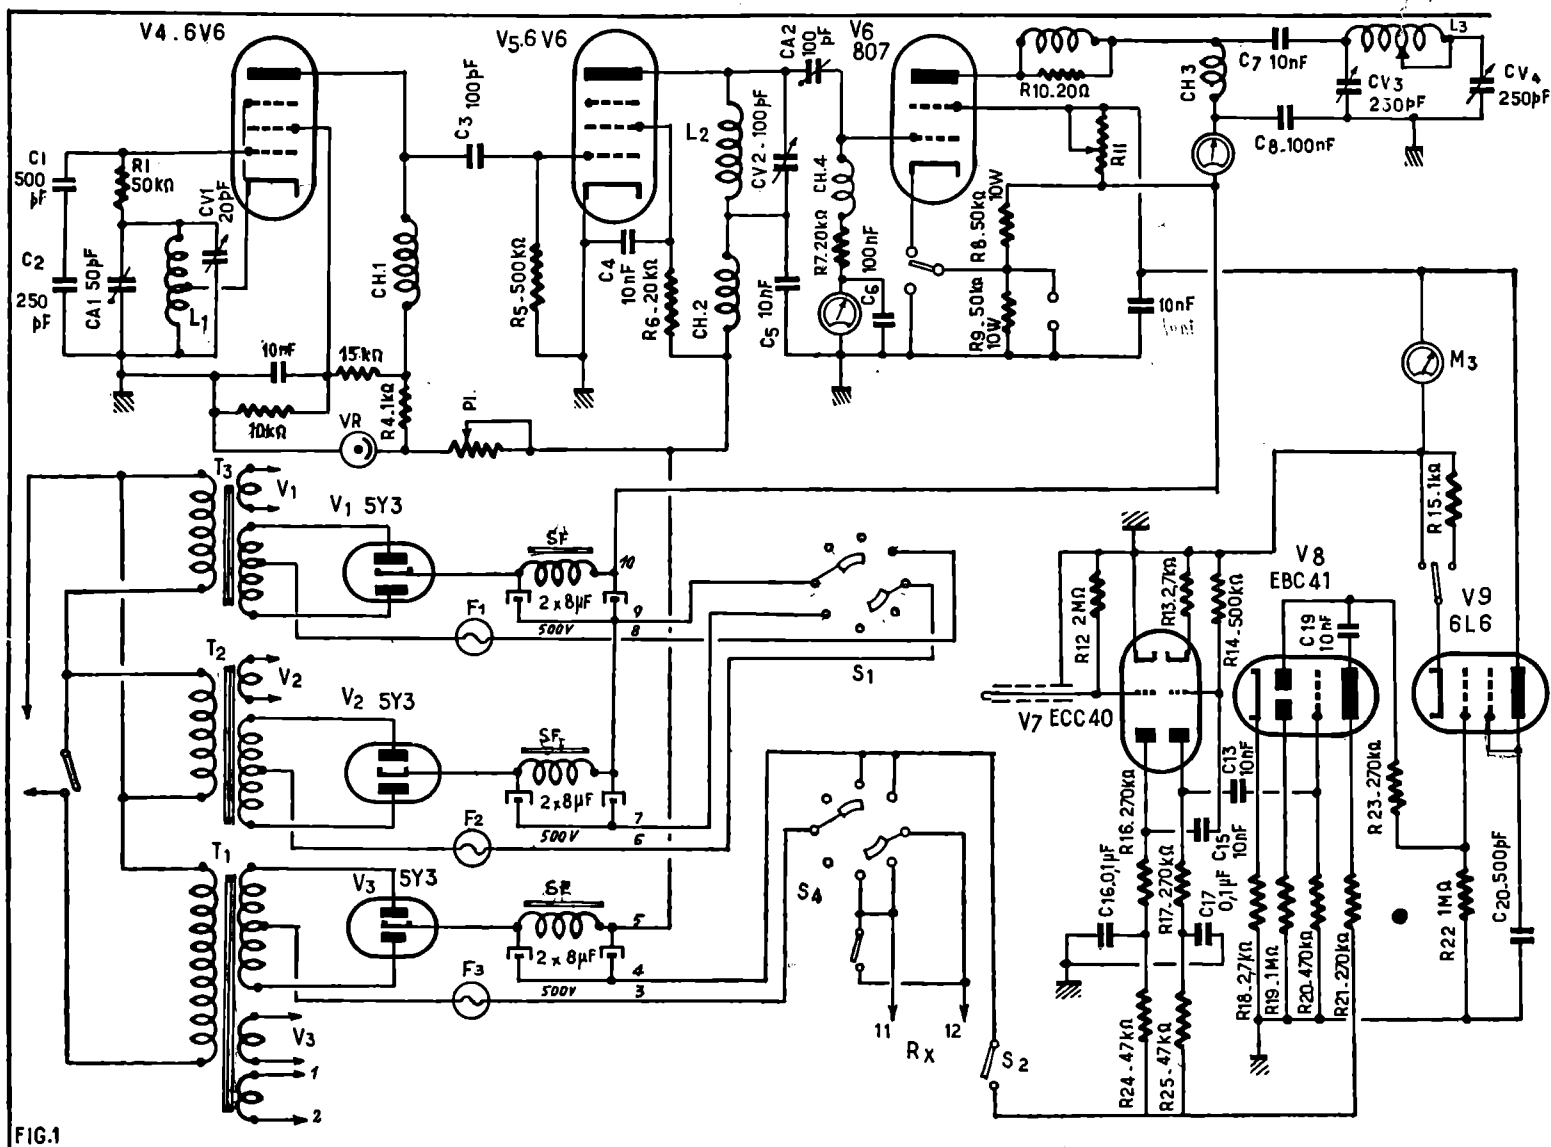 V4.6V6
V5.6V6
CA2
100
pF
V6
807
L3
C7 10nF
R10.20Ω
CH3
CV3
230pF
CV4
250pF
C8-100nF
R11
C1
500
pF
R1
50kΩ
CV1
20pF
C3 100pF
L2
CV2-100pF
CH.4
R7.20kΩ
100nF
C6
R8.50kΩ
10W
R9.50kΩ
10W
10nF
C2
250
pF
CA1 50pF
L1
CH.1
R5-500kΩ
C4
10nF
R6-20kΩ
CH.2
C5 10nF
M3
10nF
15kΩ
10kΩ
VR
R4.1kΩ
P1.
T3
V1
V1 5Y3
SF
10
2x8µF
9
500V
8
F1
S1
R12 2MΩ
R13.2,7kΩ
R14-500kΩ
V8
EBC41
C19
10nF
R15.1kΩ
V9
6L6
T2
V2
V2 5Y3
SF
2x8µF
7
500V
6
F2
V7 ECC40
R16.270kΩ
C13
10nF
C15
10nF
R23-270kΩ
T1
V3 5Y3
SF
5
2x8µF
4
500V
3
F3
S4
C16.0,1µF
R17-270kΩ
C17
0,1µF
R18-2,7kΩ
R19.1MΩ
R20-470kΩ
R21-270kΩ
R22 1MΩ
C20-500pF
V3
1
2
11
12
Rx
S2
R24-47kΩ
R25-47kΩ
FIG.1